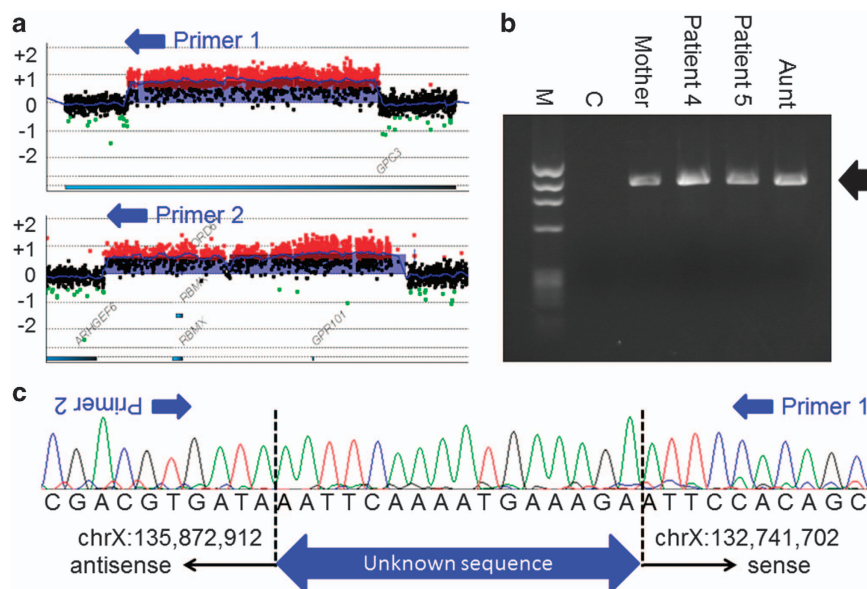 a
Primer 1
+2
+1
0
-1
-2
GPC3
Primer 2
+2
+1
0
-1
-2
ARHGEF6
RBMX
GPR101
b
M
C
Mother
Patient 4
Patient 5
Aunt
c
Primer 2
Primer 1
C G A C G T G A T A A A T T C A A A A T G A A A G A A T T C C A C A G C
chrX:135,872,912
antisense
Unknown sequence
chrX:132,741,702
sense